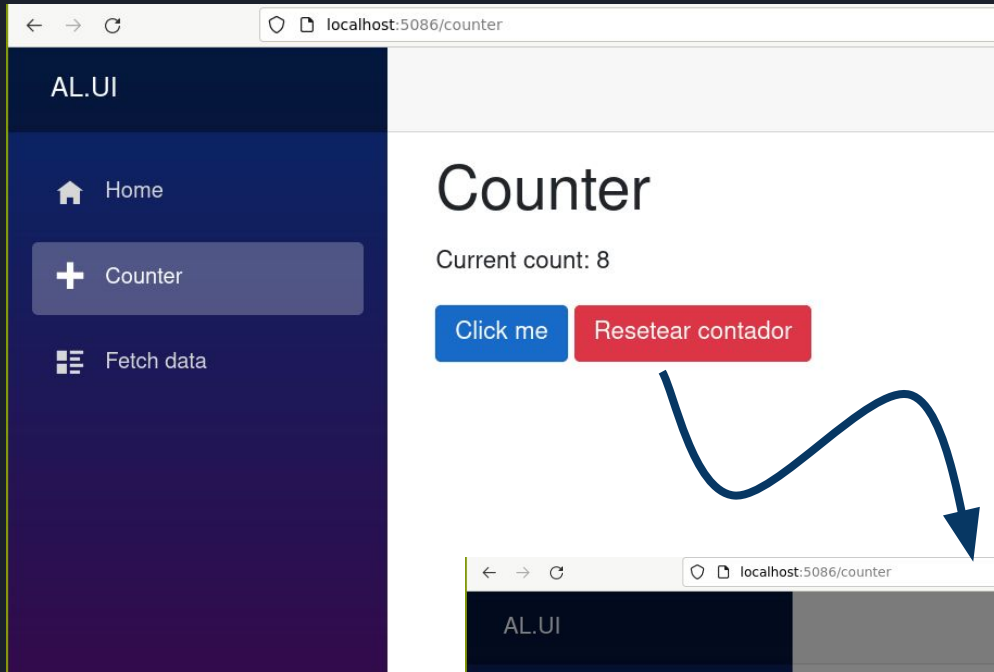 localhost:5086/counter
AL.UI
Home
Counter
Fetch data
Counter
Current count: 8
Click me
Resetear contador
localhost:5086/counter
AL.UI